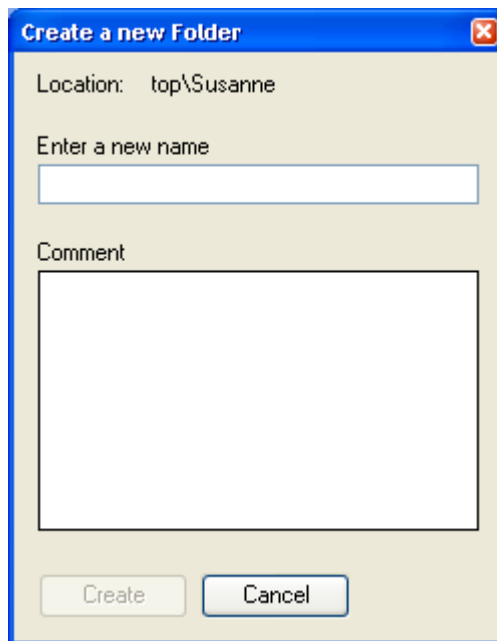 Create a new Folder
Location: top\Susanne
Enter a new name
Comment
Create Cancel